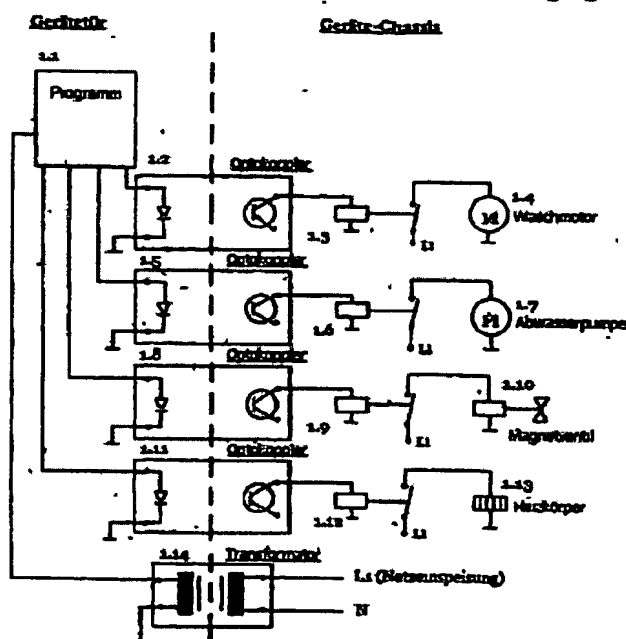 Gerätetür
Geräte-Chassis
1.1
Programm
1.2
Optokoppler
1.3
L1
M
1.4
Waschmotor
1.5
Optokoppler
1.6
L1
1.7
Abwasserpumpe
1.8
Optokoppler
1.9
L1
1.10
Magnetventil
1.11
Optokoppler
1.12
L1
1.13
Heizkörper
1.14
Transformator
L1 (Netzeinspeisung)
N